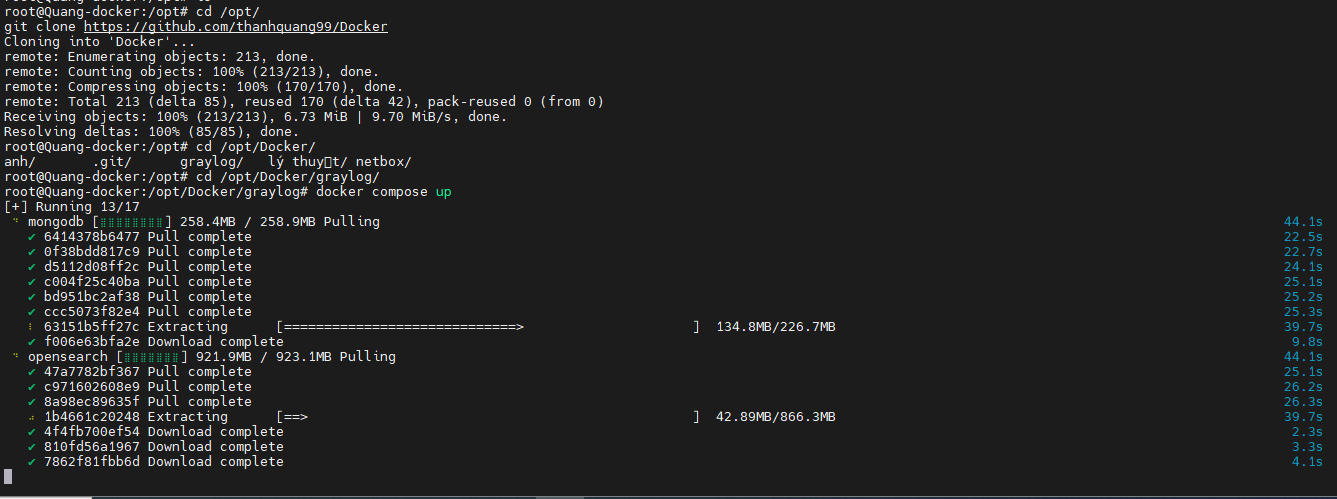 root@Quang-docker:/opt# cd /opt/
git clone https://github.com/thanhquang99/Docker
Cloning into 'Docker'...
remote: Enumerating objects: 213, done.
remote: Counting objects: 100% (213/213), done.
remote: Compressing objects: 100% (170/170), done.
remote: Total 213 (delta 85), reused 170 (delta 42), pack-reused 0 (from 0)
Receiving objects: 100% (213/213), 6.73 MiB | 9.70 MiB/s, done.
Resolving deltas: 100% (85/85), done.
root@Quang-docker:/opt# cd /opt/Docker/
anh/ .git/ graylog/ lý thuy▯t/ netbox/
root@Quang-docker:/opt# cd /opt/Docker/graylog/
root@Quang-docker:/opt/Docker/graylog# docker compose up
[+] Running 13/17
⠙ mongodb [⣿⣿⣿⣿⣿⣿⣿⣿] 258.4MB / 258.9MB Pulling 44.1s
✔ 6414378b6477 Pull complete 22.5s
✔ 0f38bdd817c9 Pull complete 22.7s
✔ d5112d08ff2c Pull complete 24.1s
✔ c004f25c40ba Pull complete 25.1s
✔ bd951bc2af38 Pull complete 25.2s
✔ ccc5073f82e4 Pull complete 25.3s
⠸ 63151b5ff27c Extracting [=============================> ] 134.8MB/226.7MB 39.7s
✔ f006e63bfa2e Download complete 9.8s
⠙ opensearch [⣿⣿⣿⣿⣿⣿⣿] 921.9MB / 923.1MB Pulling 44.1s
✔ 47a7782bf367 Pull complete 25.1s
✔ c971602608e9 Pull complete 26.2s
✔ 8a98ec89635f Pull complete 26.3s
⠴ 1b4661c20248 Extracting [==> ] 42.89MB/866.3MB 39.7s
✔ 4f4fb700ef54 Download complete 2.3s
✔ 810fd56a1967 Download complete 3.3s
✔ 7862f81fbb6d Download complete 4.1s